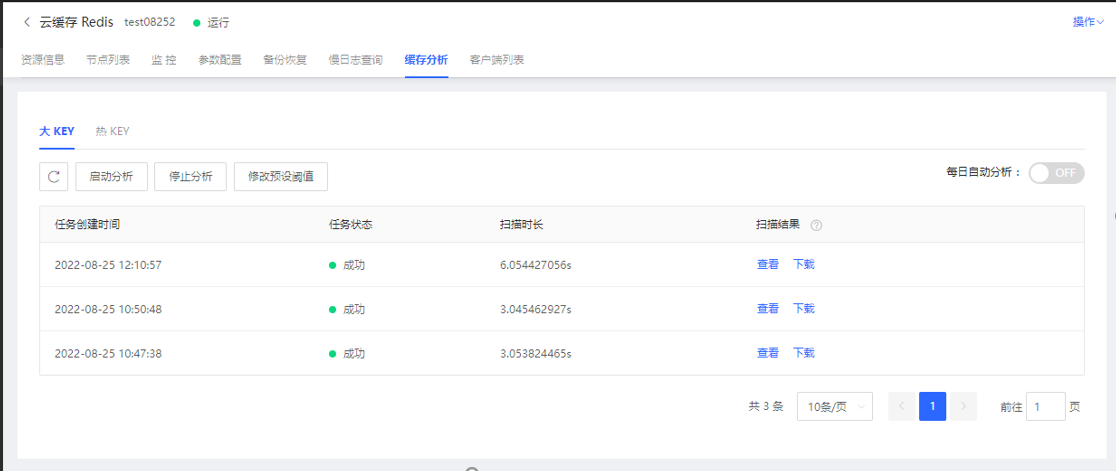 云缓存 Redis test08252 运行 操作
资源信息 节点列表 监 控 参数配置 备份恢复 慢日志查询 缓存分析 客户端列表
大 KEY 热 KEY
启动分析 停止分析 修改预设阈值 每日自动分析： OFF
任务创建时间 任务状态 扫描时长 扫描结果
2022-08-25 12:10:57 成功 6.054427056s 查看 下载
2022-08-25 10:50:48 成功 3.045462927s 查看 下载
2022-08-25 10:47:38 成功 3.053824465s 查看 下载
共 3 条 10条/页 1 前往 1 页